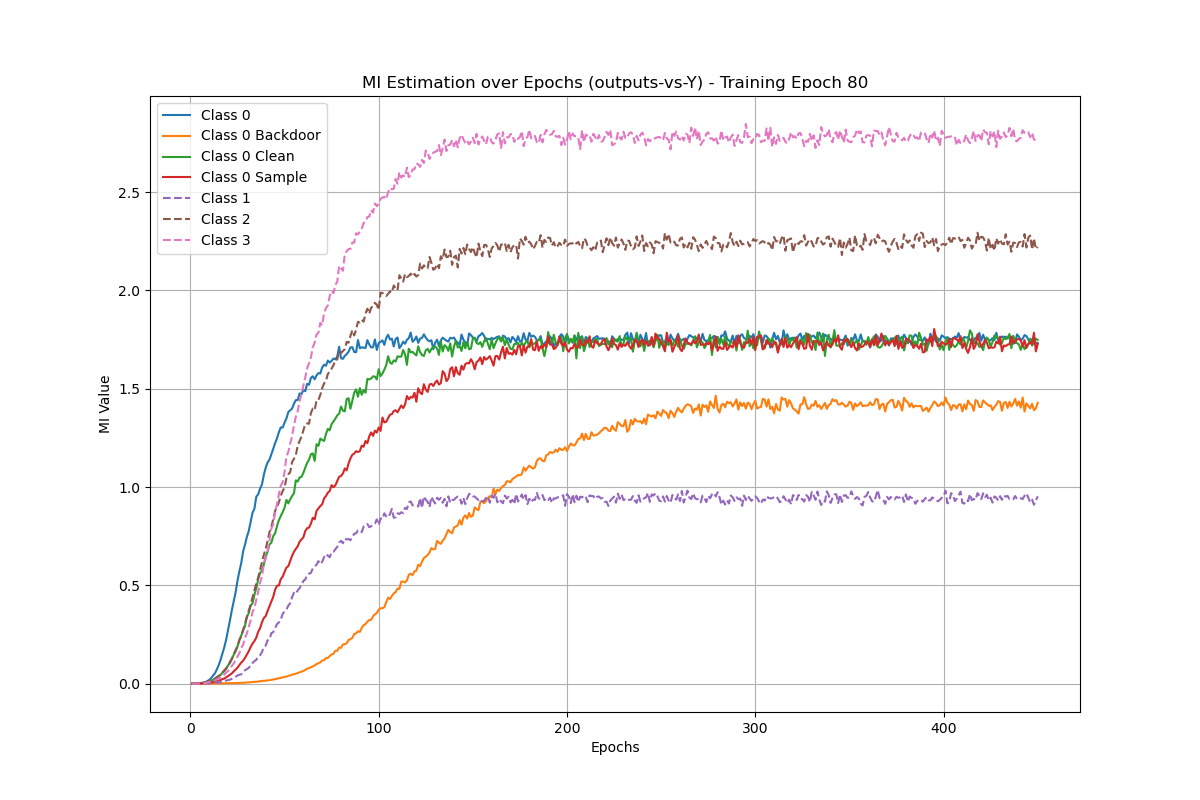 MI Estimation over Epochs (outputs-vs-Y) - Training Epoch 80
Class 0
Class 0 Backdoor
Class 0 Clean
Class 0 Sample
Class 1
Class 2
Class 3
MI Value
2.5
2.0
1.5
1.0
0.5
0.0
0 100 200 300 400
Epochs